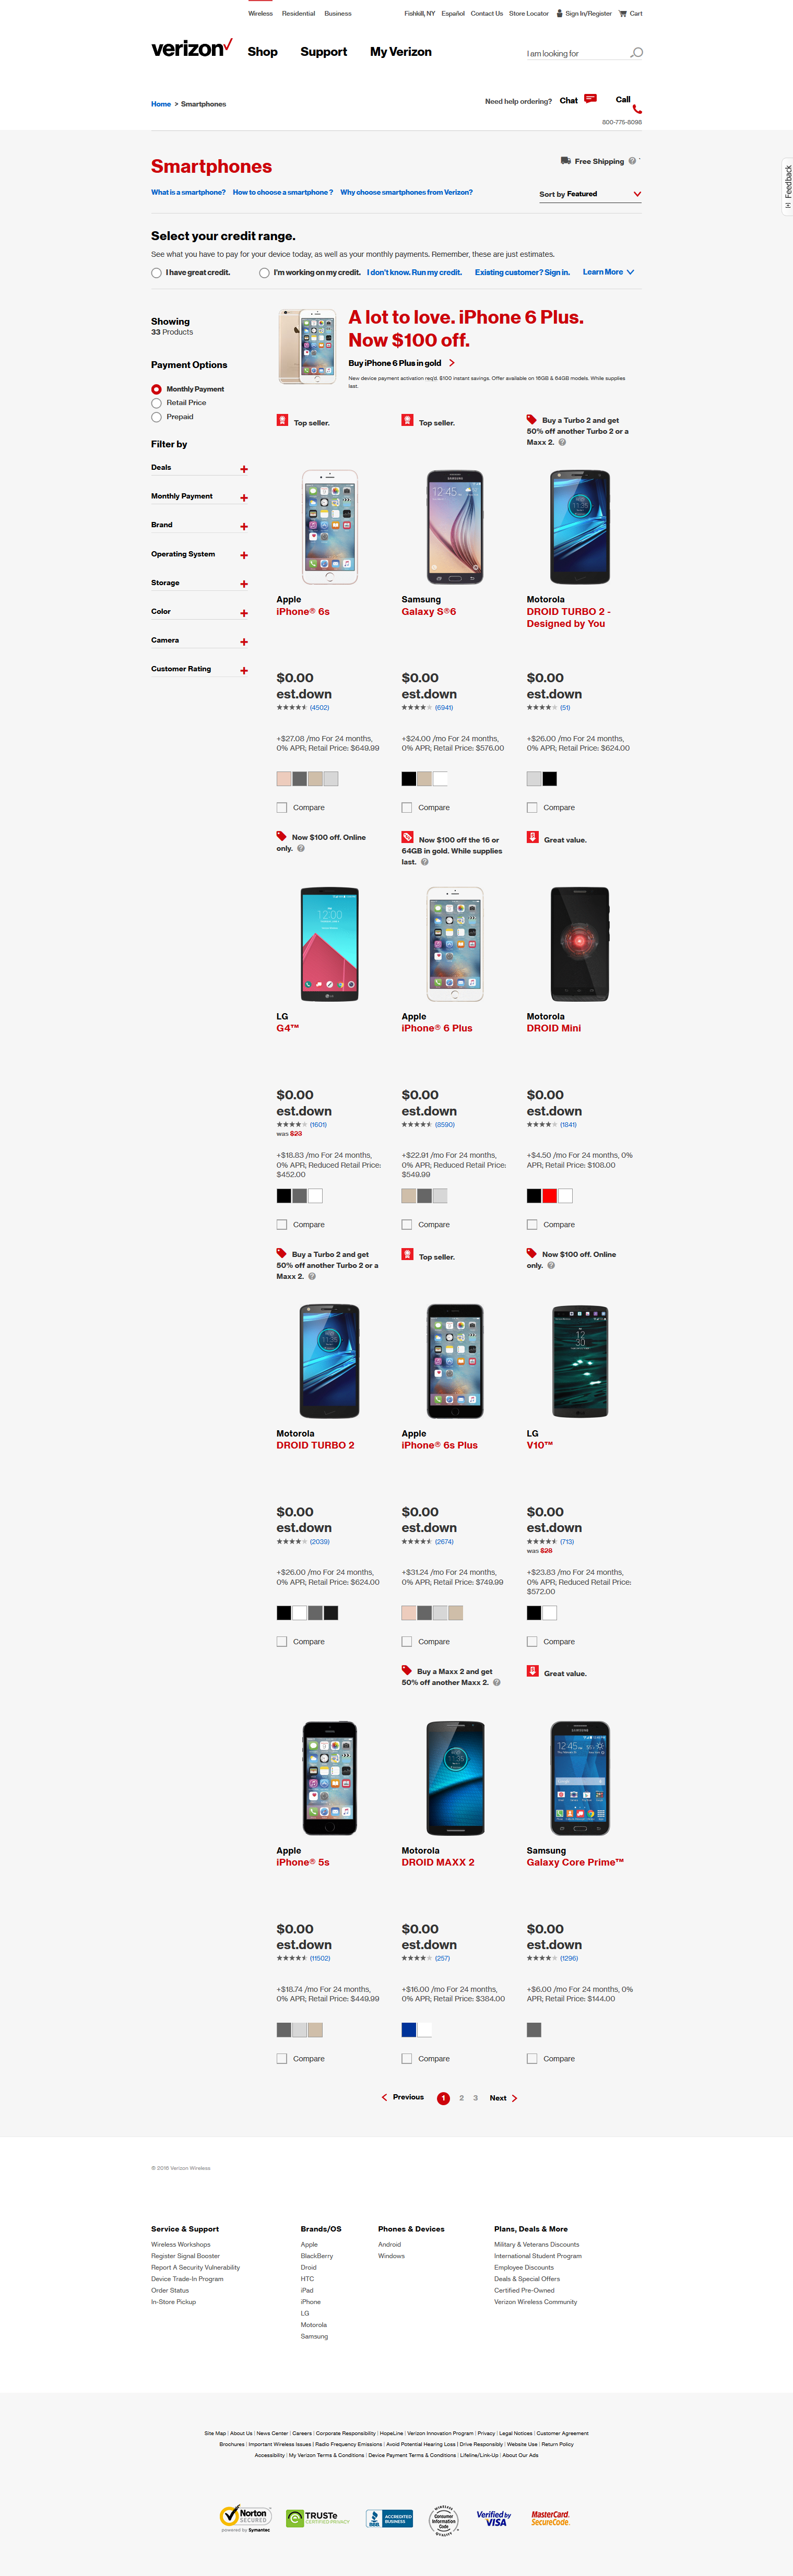 Wireless Residential Business
Fishkill, NY Español Contact Us Store Locator Sign In/Register Cart
verizon
Shop Support My Verizon
I am looking for
Home > Smartphones
Need help ordering? Chat Call
800-775-8098
Feedback
Smartphones
Free Shipping
What is a smartphone? How to choose a smartphone ? Why choose smartphones from Verizon?
Sort by Featured
Select your credit range.
See what you have to pay for your device today, as well as your monthly payments. Remember, these are just estimates.
I have great credit. I'm working on my credit. I don't know. Run my credit. Existing customer? Sign in. Learn More
Showing
33 Products
Payment Options
Monthly Payment
Retail Price
Prepaid
Filter by
Deals
Monthly Payment
Brand
Operating System
Storage
Color
Camera
Customer Rating
A lot to love. iPhone 6 Plus.
Now $100 off.
Buy iPhone 6 Plus in gold
New device payment activation req'd. $100 instant savings. Offer available on 16GB & 64GB models. While supplies
last.
Top seller.
Apple
iPhone® 6s
$0.00
est.down
(4502)
+$27.08 /mo For 24 months,
0% APR; Retail Price: $649.99
Compare
Top seller.
12:45
Samsung
Galaxy S®6
$0.00
est.down
(6941)
+$24.00 /mo For 24 months,
0% APR; Retail Price: $576.00
Compare
Buy a Turbo 2 and get
50% off another Turbo 2 or a
Maxx 2.
11:35
Motorola
DROID TURBO 2 -
Designed by You
$0.00
est.down
(51)
+$26.00 /mo For 24 months,
0% APR; Retail Price: $624.00
Compare
Now $100 off. Online
only.
12:00
LG
LG
G4™
$0.00
est.down
(1601)
was $23
+$18.83 /mo For 24 months,
0% APR; Reduced Retail Price:
$452.00
Compare
Now $100 off the 16 or
64GB in gold. While supplies
last.
Apple
iPhone® 6 Plus
$0.00
est.down
(8590)
+$22.91 /mo For 24 months,
0% APR; Reduced Retail Price:
$549.99
Compare
Great value.
Motorola
DROID Mini
$0.00
est.down
(1841)
+$4.50 /mo For 24 months, 0%
APR; Retail Price: $108.00
Compare
Buy a Turbo 2 and get
50% off another Turbo 2 or a
Maxx 2.
11:35
Motorola
DROID TURBO 2
$0.00
est.down
(2039)
+$26.00 /mo For 24 months,
0% APR; Retail Price: $624.00
Compare
Top seller.
Apple
iPhone® 6s Plus
$0.00
est.down
(2674)
+$31.24 /mo For 24 months,
0% APR; Retail Price: $749.99
Compare
Now $100 off. Online
only.
12
30
LG
V10™
$0.00
est.down
(713)
was $28
+$23.83 /mo For 24 months,
0% APR; Reduced Retail Price:
$572.00
Compare
Apple
iPhone® 5s
$0.00
est.down
(11502)
+$18.74 /mo For 24 months,
0% APR; Retail Price: $449.99
Compare
Buy a Maxx 2 and get
50% off another Maxx 2.
Motorola
DROID MAXX 2
$0.00
est.down
(257)
+$16.00 /mo For 24 months,
0% APR; Retail Price: $384.00
Compare
Great value.
SAMSUNG
12:45
Samsung
Galaxy Core Prime™
$0.00
est.down
(1296)
+$6.00 /mo For 24 months, 0%
APR; Retail Price: $144.00
Compare
Previous 1 2 3 Next
© 2016 Verizon Wireless
Service & Support
Wireless Workshops
Register Signal Booster
Report A Security Vulnerability
Device Trade-In Program
Order Status
In-Store Pickup
Brands/OS
Apple
BlackBerry
Droid
HTC
iPad
iPhone
LG
Motorola
Samsung
Phones & Devices
Android
Windows
Plans, Deals & More
Military & Veterans Discounts
International Student Program
Employee Discounts
Deals & Special Offers
Certified Pre-Owned
Verizon Wireless Community
Site Map | About Us | News Center | Careers | Corporate Responsibility | HopeLine | Verizon Innovation Program | Privacy | Legal Notices | Customer Agreement
Brochures | Important Wireless Issues | Radio Frequency Emissions | Avoid Potential Hearing Loss | Drive Responsibly | Website Use | Return Policy
Accessibility | My Verizon Terms & Conditions | Device Payment Terms & Conditions | Lifeline/Link-Up | About Our Ads
Norton
SECURED
powered by Symantec
TRUSTe
CERTIFIED PRIVACY
BBB
ACCREDITED
BUSINESS
WIRELESS
Consumer
Information
Code
QUALITY
Verified by
VISA
MasterCard.
SecureCode.